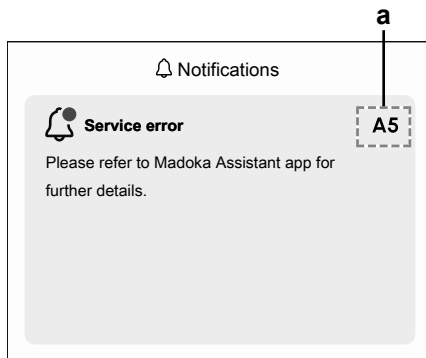 a
Notifications
Service error
A5
Please refer to Madoka Assistant app for
further details.